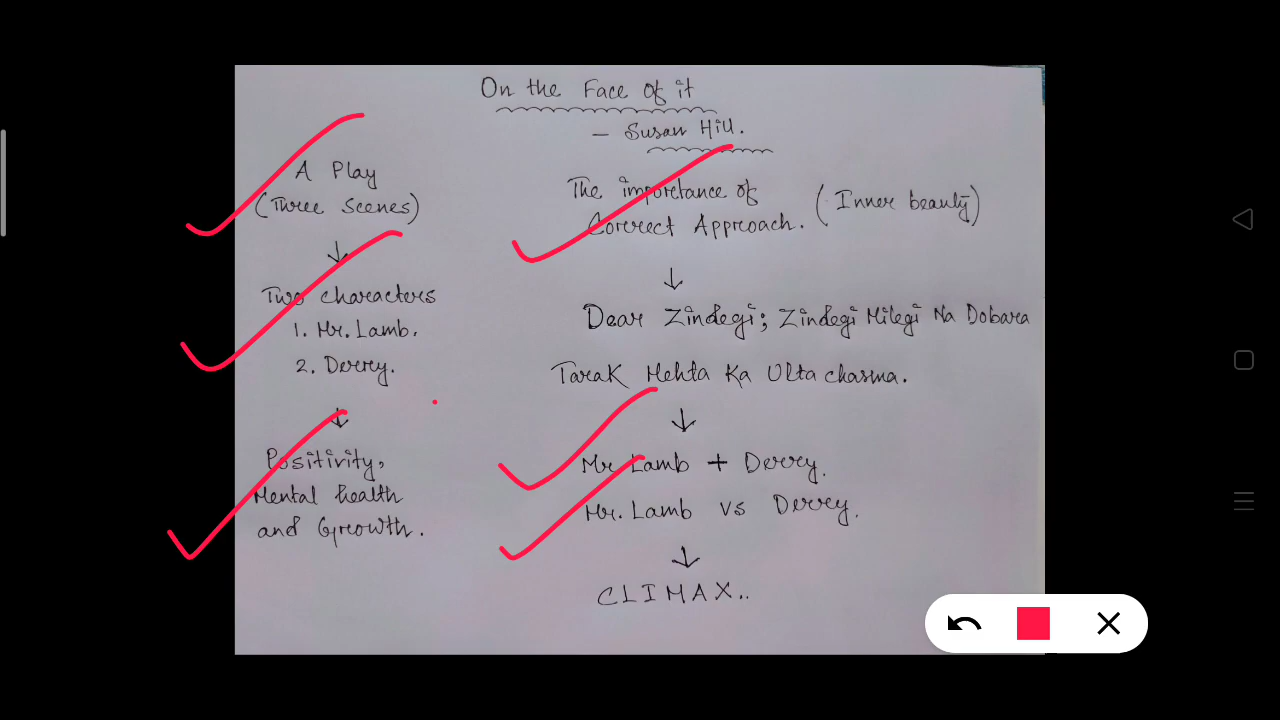 On the Face of it
- Susan Hill.
A Play
(Three Scenes)
↓
Two characters
1. Mr. Lamb.
2. Derry.
↓
Positivity,
Mental health
and Growth.
The importance of
Correct Approach. (Inner beauty)
↓
Dear Zindegi; Zindegi Milegi Na Dobara
Tarak Mehta Ka Ulta chasma.
↓
Mr Lamb + Derry.
Mr. Lamb vs Derry.
↓
CLIMAX..